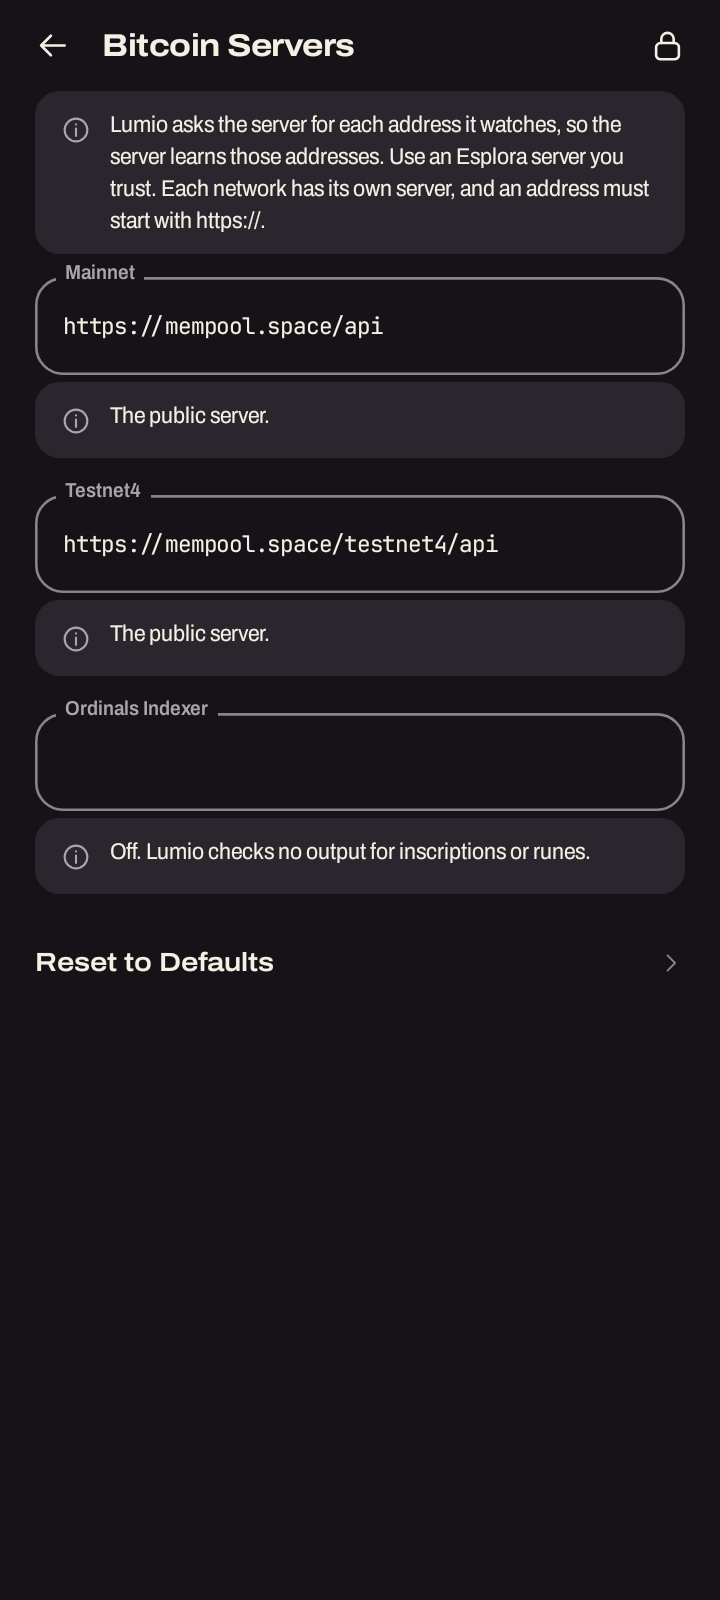 Bitcoin Servers
Lumio asks the server for each address it watches, so the
server learns those addresses. Use an Esplora server you
trust. Each network has its own server, and an address must
start with https://.
Mainnet
https://mempool.space/api
The public server.
Testnet4
https://mempool.space/testnet4/api
The public server.
Ordinals Indexer
Off. Lumio checks no output for inscriptions or runes.
Reset to Defaults